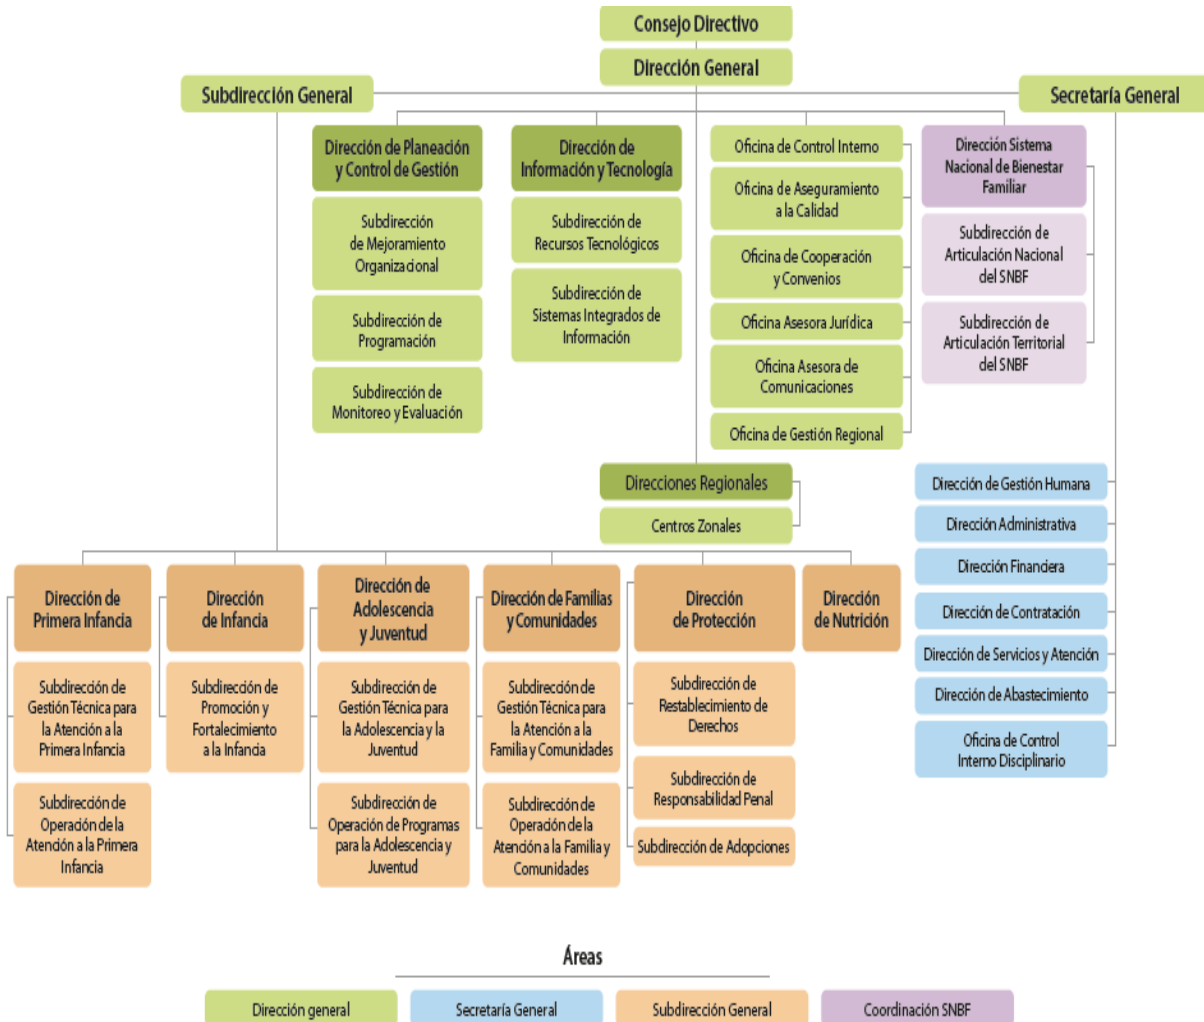 Consejo Directivo
Dirección General
Subdirección General
Secretaría General
Dirección de Planeación
y Control de Gestión
Subdirección
de Mejoramiento
Organizacional
Subdirección de
Programación
Subdirección de
Monitoreo y Evaluación
Dirección de
Información y Tecnología
Subdirección de
Recursos Tecnológicos
Subdirección de
Sistemas Integrados de
Información
Oficina de Control Interno
Oficina de Aseguramiento
a la Calidad
Oficina de Cooperación
y Convenios
Oficina Asesora Jurídica
Oficina Asesora de
Comunicaciones
Oficina de Gestión Regional
Dirección Sistema
Nacional de Bienestar
Familiar
Subdirección de
Articulación Nacional
del SNBF
Subdirección de
Articulación Territorial
del SNBF
Direcciones Regionales
Centros Zonales
Dirección de Gestión Humana
Dirección Administrativa
Dirección Financiera
Dirección de Contratación
Dirección de Servicios y Atención
Dirección de Abastecimiento
Oficina de Control
Interno Disciplinario
Dirección de
Primera Infancia
Subdirección de
Gestión Técnica para
la Atención a la
Primera Infancia
Subdirección de
Operación de la
Atención a la Primera
Infancia
Dirección
de Infancia
Subdirección de
Promoción y
Fortalecimiento
a la Infancia
Dirección de
Adolescencia
y Juventud
Subdirección de
Gestión Técnica para
la Adolescencia y la
Juventud
Subdirección de
Operación de Programas
para la Adolescencia y
Juventud
Dirección de Familias
y Comunidades
Subdirección de
Gestión Técnica para
la Atención a la
Familia y Comunidades
Subdirección de
Operación de la
Atención a la Familia y
Comunidades
Dirección
de Protección
Subdirección de
Restablecimiento de
Derechos
Subdirección de
Responsabilidad Penal
Subdirección de Adopciones
Dirección
de Nutrición
Áreas
Dirección general
Secretaría General
Subdirección General
Coordinación SNBF